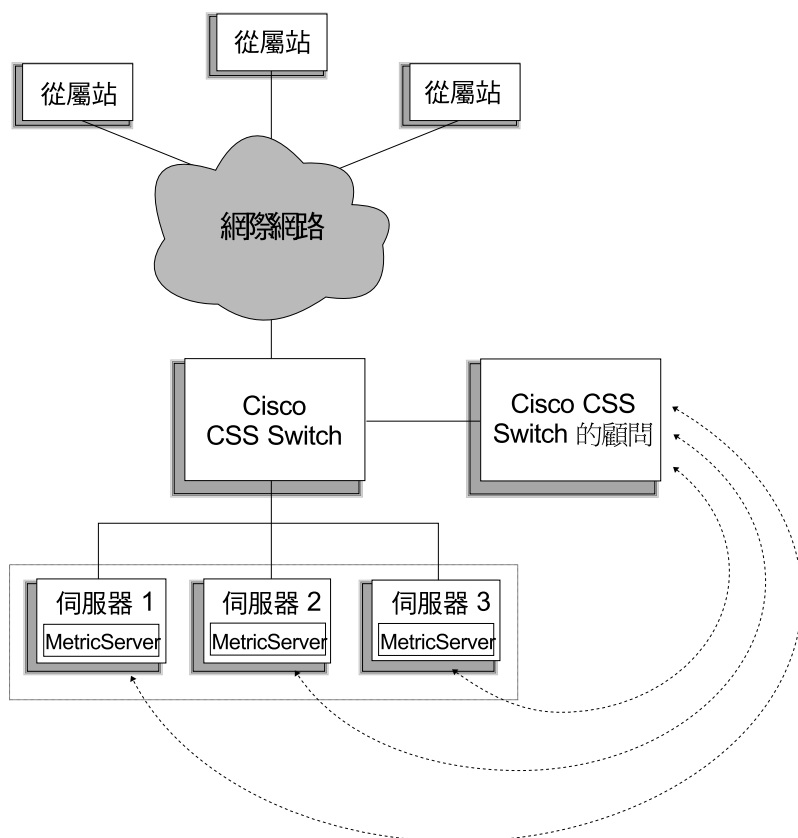 從屬站
從屬站
從屬站
網際網路
Cisco
CSS Switch
Cisco CSS
Switch 的顧問
伺服器 1
MetricServer
伺服器 2
MetricServer
伺服器 3
MetricServer